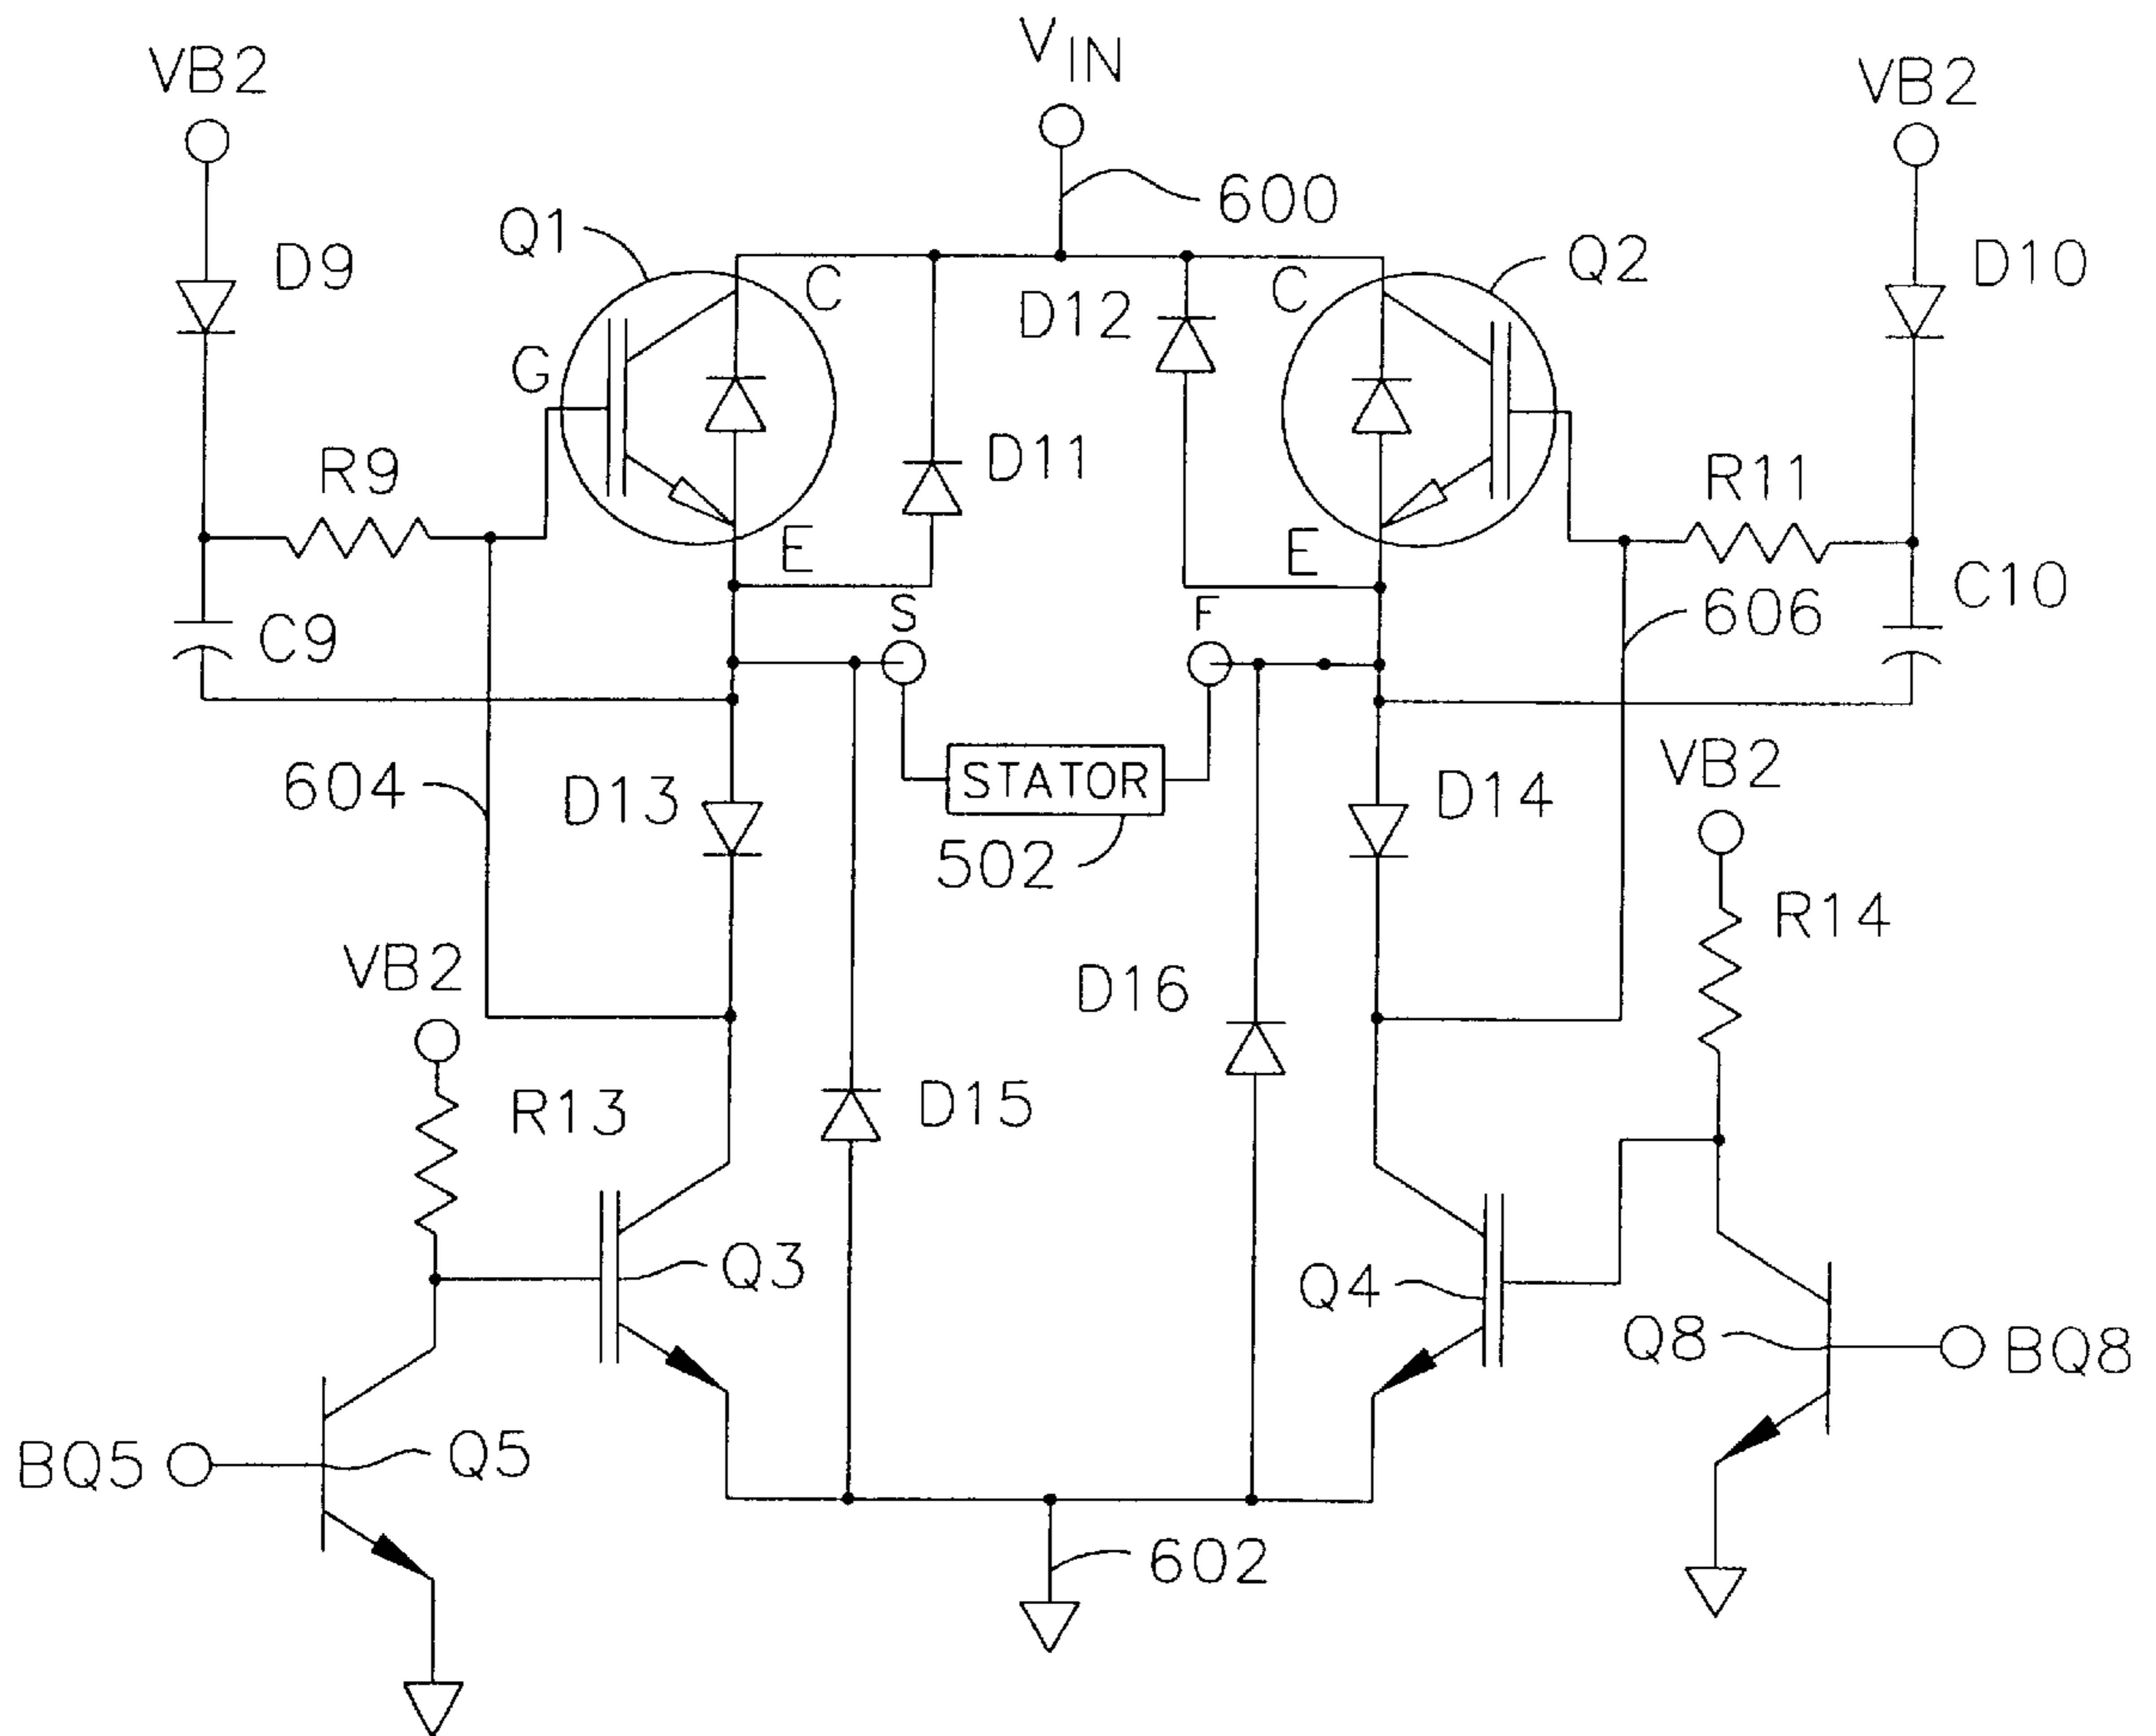 V_IN
VB2
VB2
600
Q1
Q2
D9
D10
C
C
D12
G
D11
R9
R11
E
E
C10
S
F
606
C9
VB2
604
D13
STATOR
D14
502
R14
VB2
D16
R13
D15
Q3
Q4
Q8
BQ8
BQ5
Q5
602